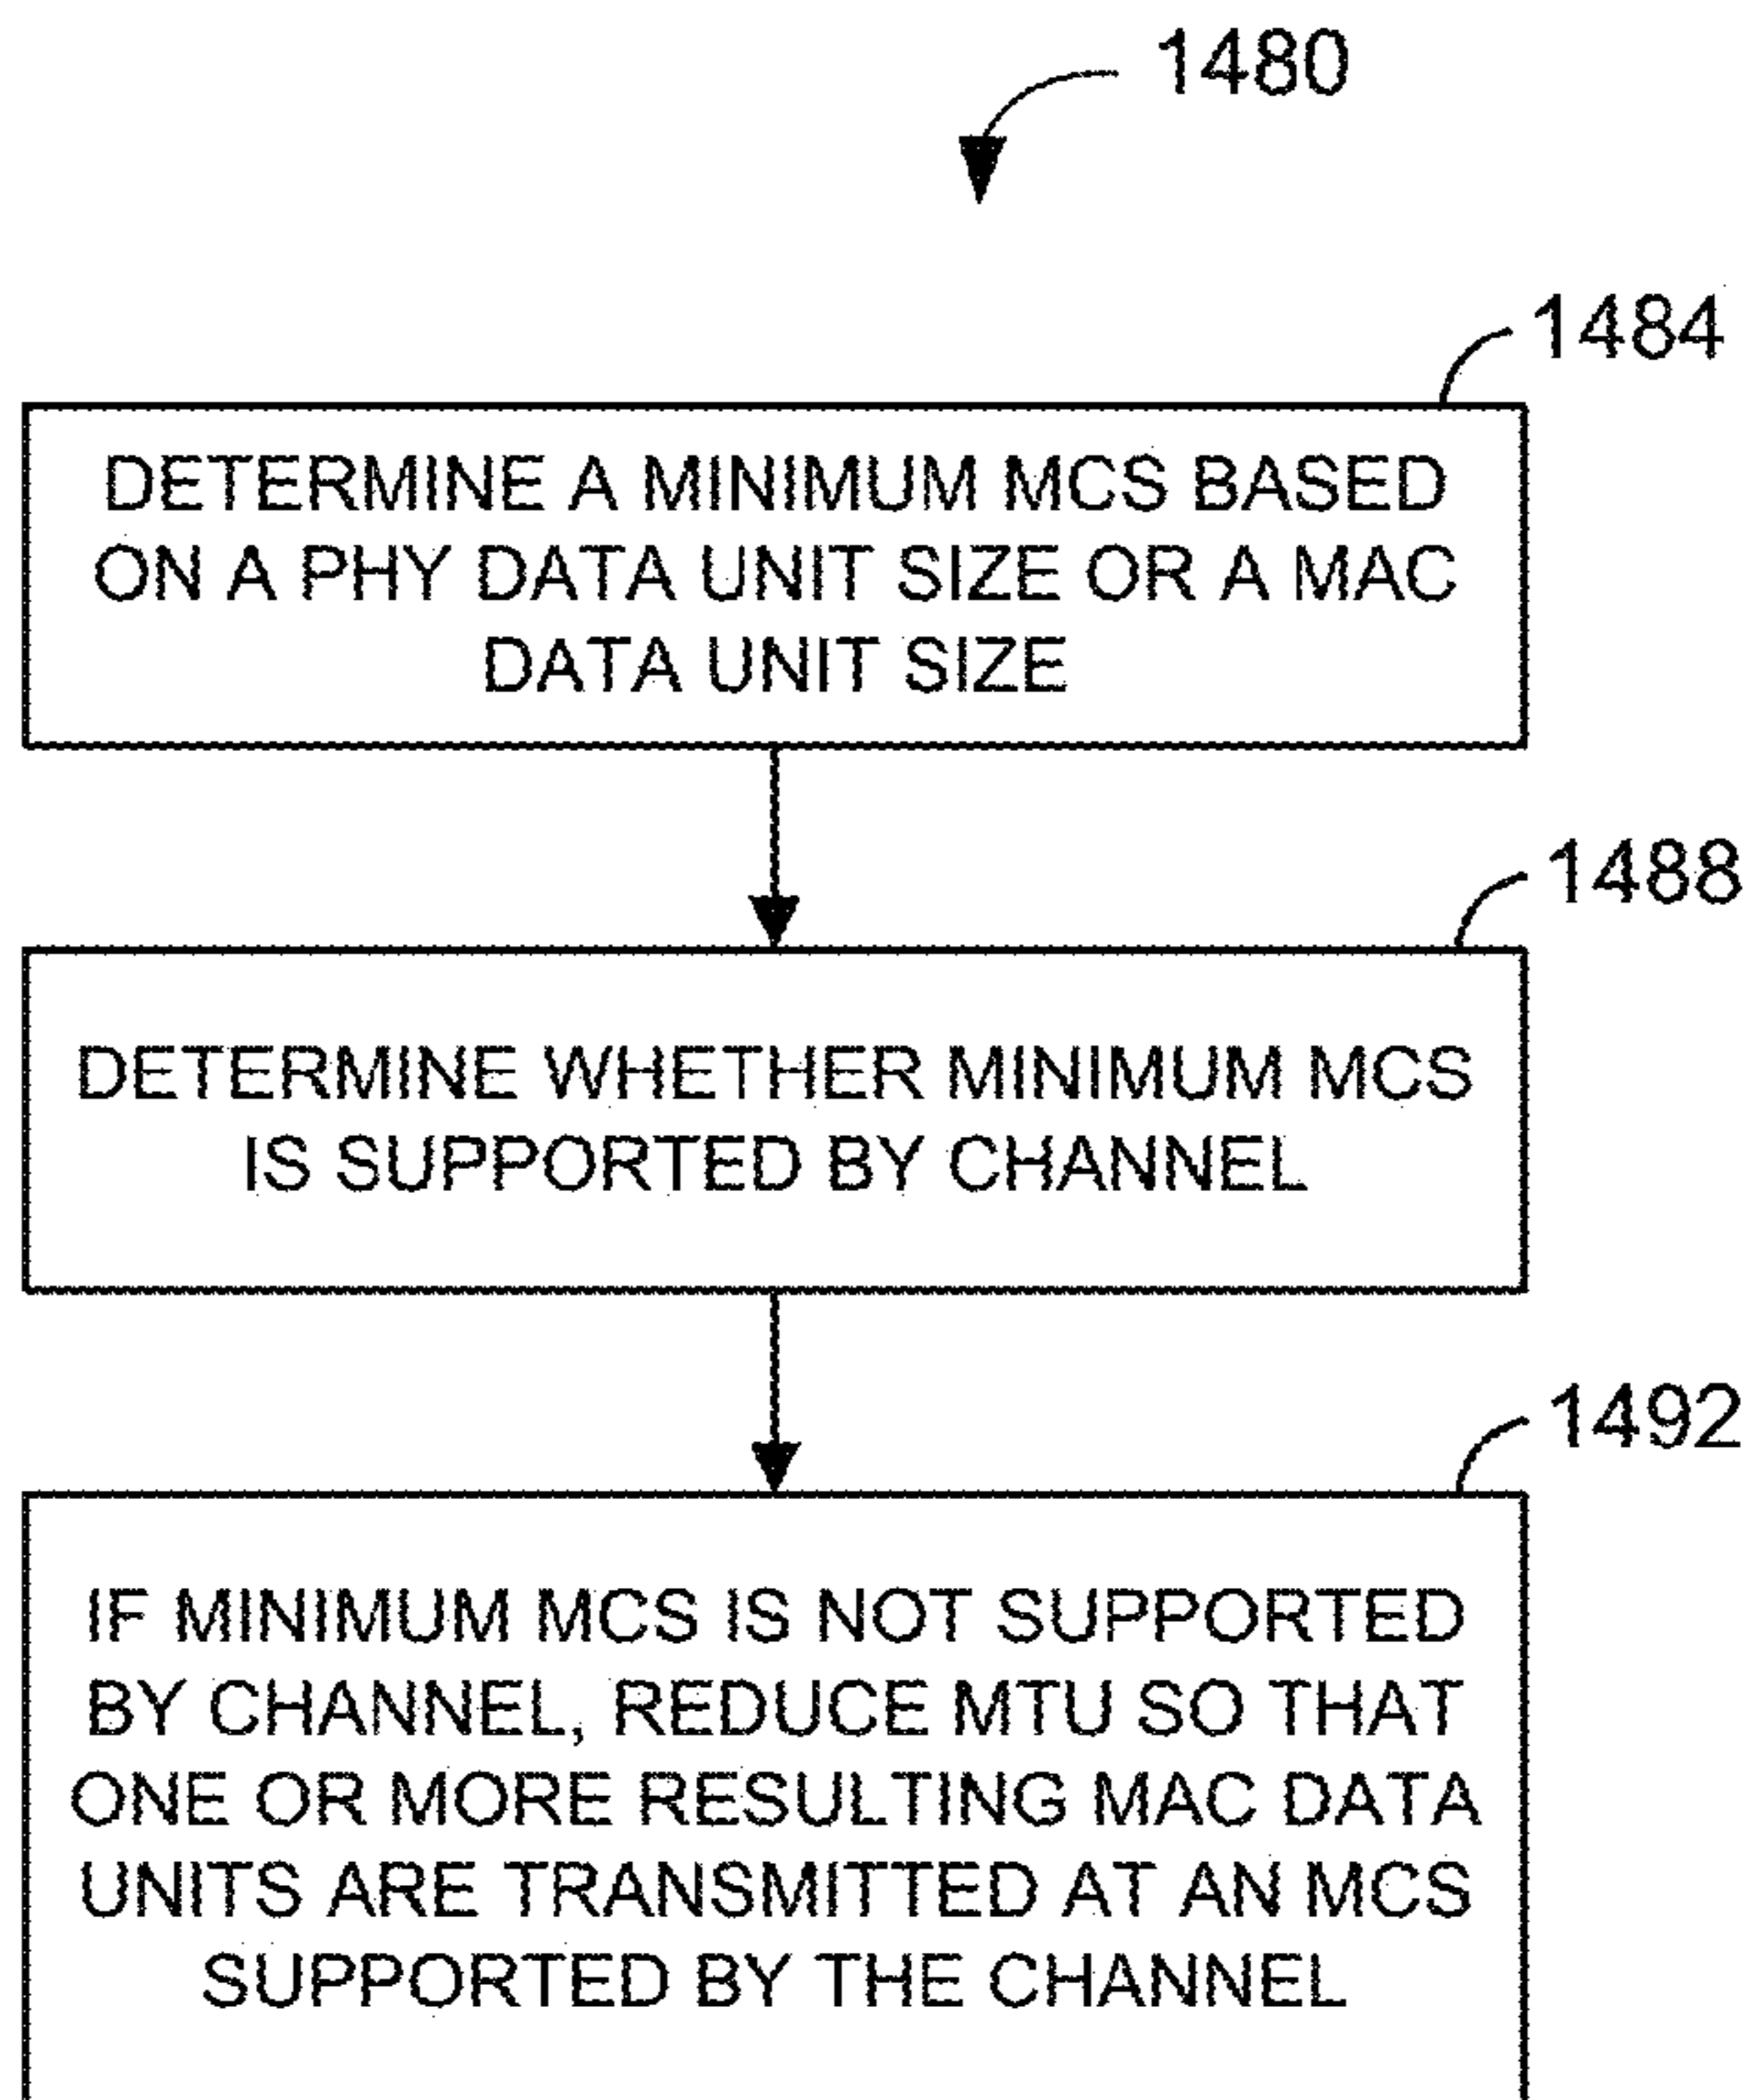 1480
1484
DETERMINE A MINIMUM MCS BASED
ON A PHY DATA UNIT SIZE OR A MAC
DATA UNIT SIZE
1488
DETERMINE WHETHER MINIMUM MCS
IS SUPPORTED BY CHANNEL
1492
IF MINIMUM MCS IS NOT SUPPORTED
BY CHANNEL, REDUCE MTU SO THAT
ONE OR MORE RESULTING MAC DATA
UNITS ARE TRANSMITTED AT AN MCS
SUPPORTED BY THE CHANNEL